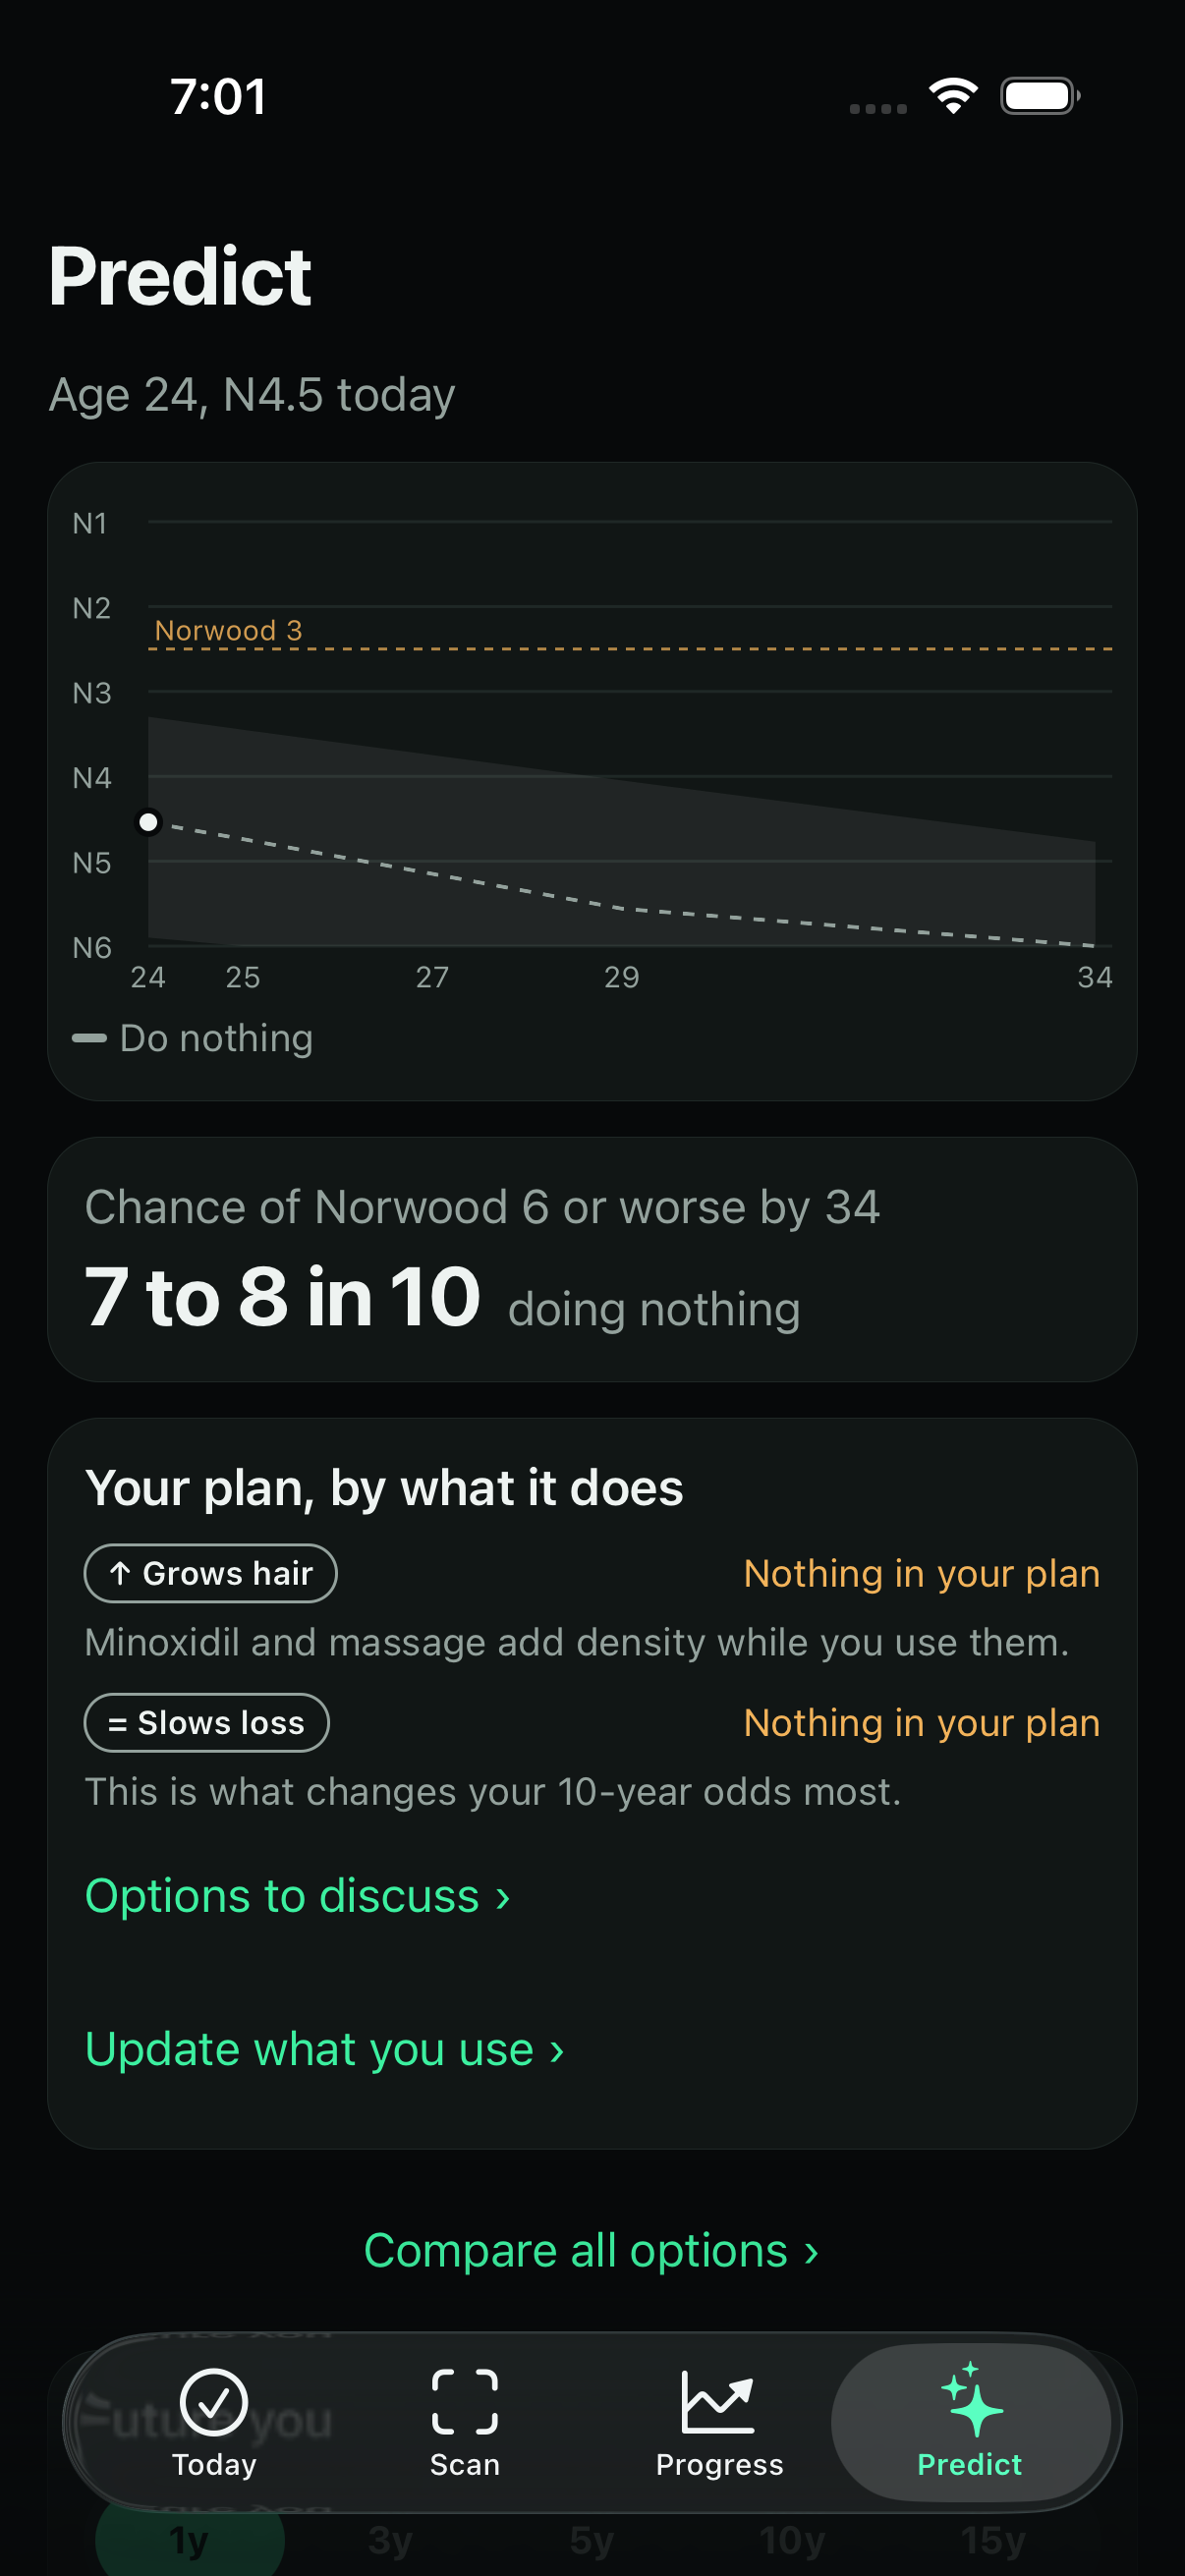 7:01
Predict
Age 24, N4.5 today
N1
N2
Norwood 3
N3
N4
N5
N6
24 25 27 29 34
Do nothing
Chance of Norwood 6 or worse by 34
7 to 8 in 10 doing nothing
Your plan, by what it does
↑ Grows hair Nothing in your plan
Minoxidil and massage add density while you use them.
= Slows loss Nothing in your plan
This is what changes your 10-year odds most.
Options to discuss ›
Update what you use ›
Compare all options ›
Future you
Today Scan Progress Predict
1y 3y 5y 10y 15y